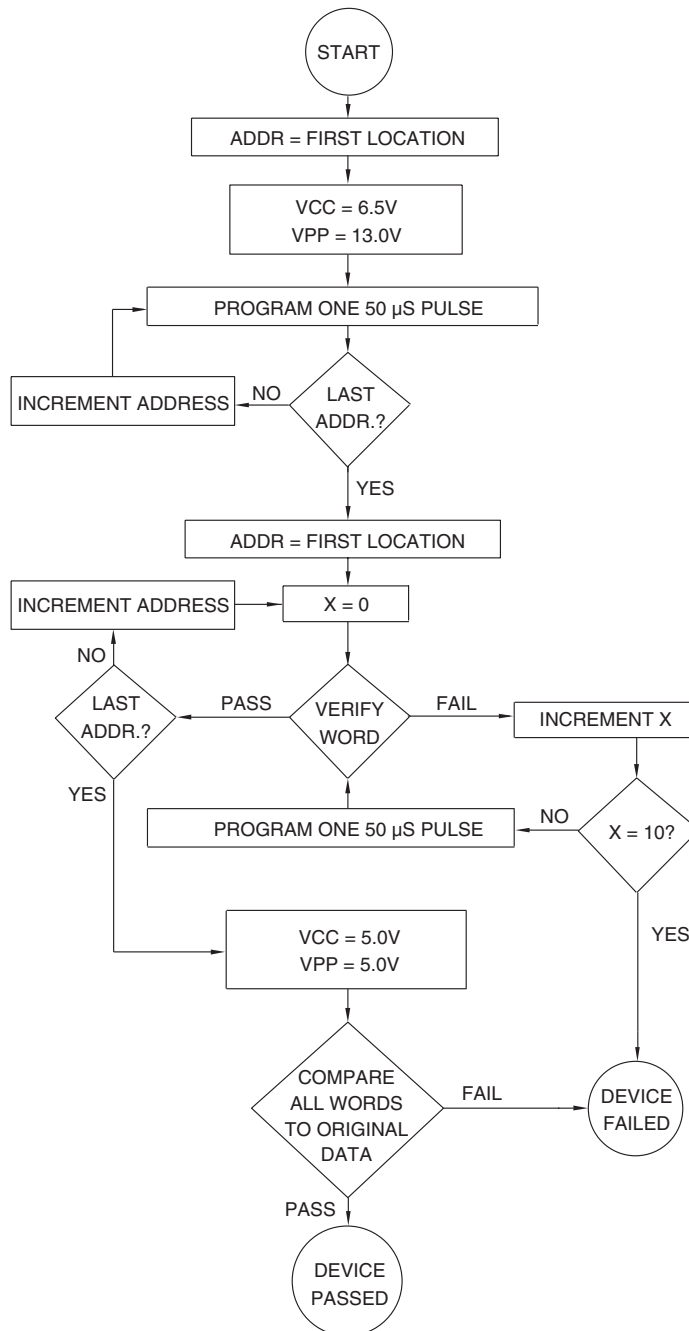 START
ADDR = FIRST LOCATION
VCC = 6.5V
VPP = 13.0V
PROGRAM ONE 50 µS PULSE
INCREMENT ADDRESS
NO
LAST
ADDR.?
YES
ADDR = FIRST LOCATION
INCREMENT ADDRESS
X = 0
NO
LAST
ADDR.?
PASS
VERIFY
WORD
FAIL
INCREMENT X
YES
PROGRAM ONE 50 µS PULSE
NO
X = 10?
VCC = 5.0V
VPP = 5.0V
YES
COMPARE
ALL WORDS
TO ORIGINAL
DATA
FAIL
DEVICE
FAILED
PASS
DEVICE
PASSED